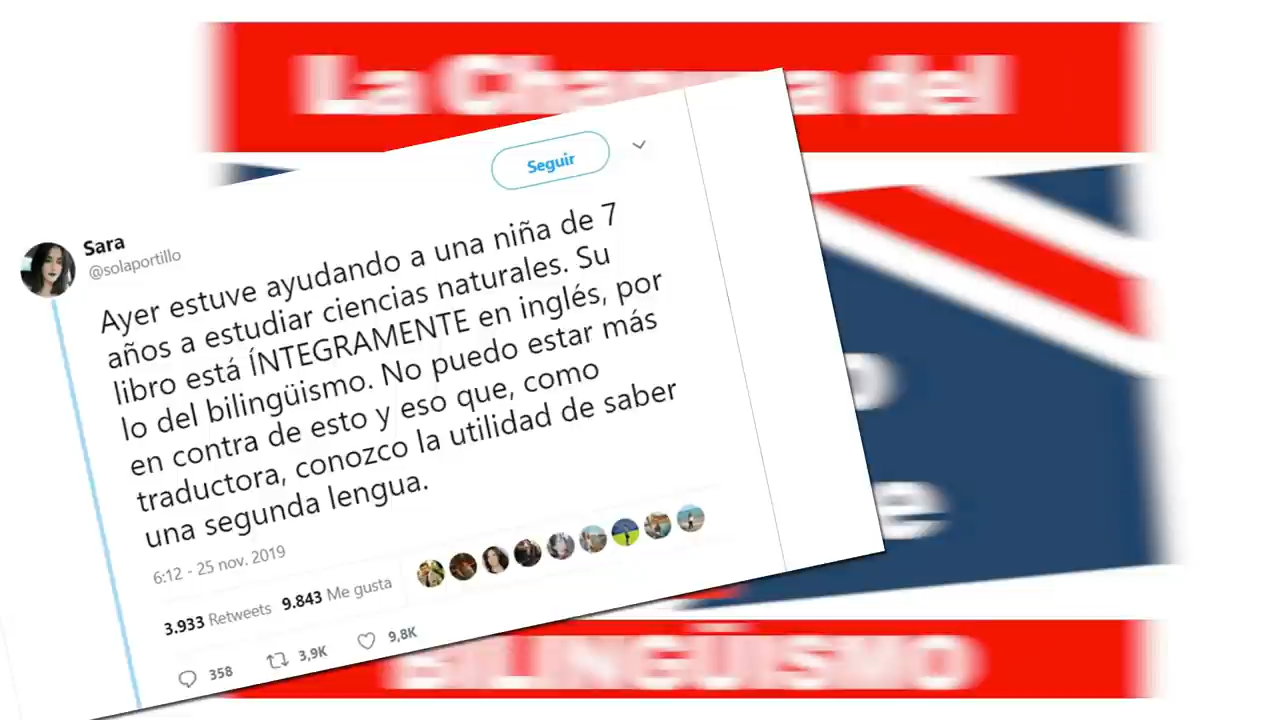 La Cha
a del
Seguir
Sara
@solaportillo
Ayer estuve ayudando a una niña de 7
años a estudiar ciencias naturales. Su
libro está ÍNTEGRAMENTE en inglés, por
lo del bilingüismo. No puedo estar más
en contra de esto y eso que, como
traductora, conozco la utilidad de saber
una segunda lengua.
6:12 - 25 nov. 2019
3.933 Retweets 9.843 Me gusta
358 3,9K 9,8K
BILINGÜISMO